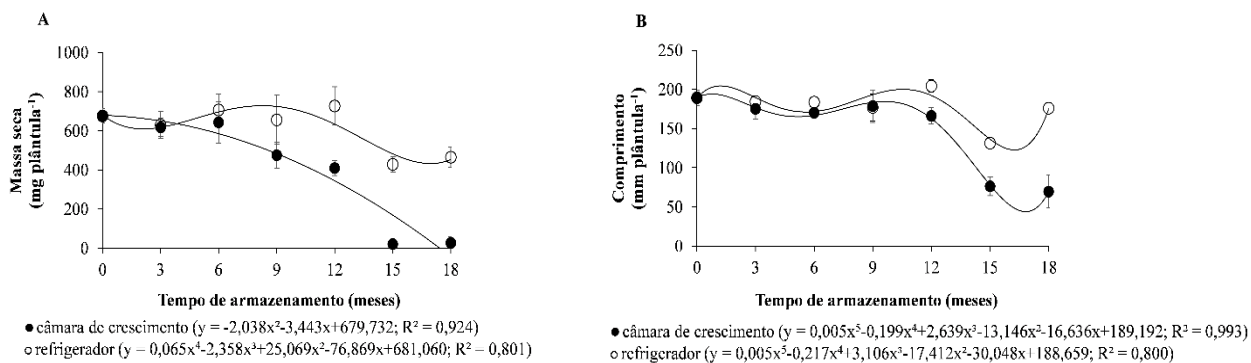 A
Massa seca
(mg plântula⁻¹)
1000
800
600
400
200
0
0 3 6 9 12 15 18
Tempo de armazenamento (meses)
● câmara de crescimento (y = -2,038x²-3,443x+679,732; R² = 0,924)
○ refrigerador (y = 0,065x⁴-2,358x³+25,069x²-76,869x+681,060; R² = 0,801)
B
Comprimento
(mm plântula⁻¹)
250
200
150
100
50
0
0 3 6 9 12 15 18
Tempo de armazenamento (meses)
● câmara de crescimento (y = 0,005x⁵-0,199x⁴+2,639x³-13,146x²-16,636x+189,192; R² = 0,993)
○ refrigerador (y = 0,005x⁵-0,217x⁴+3,106x³-17,412x²-30,048x+188,659; R² = 0,800)